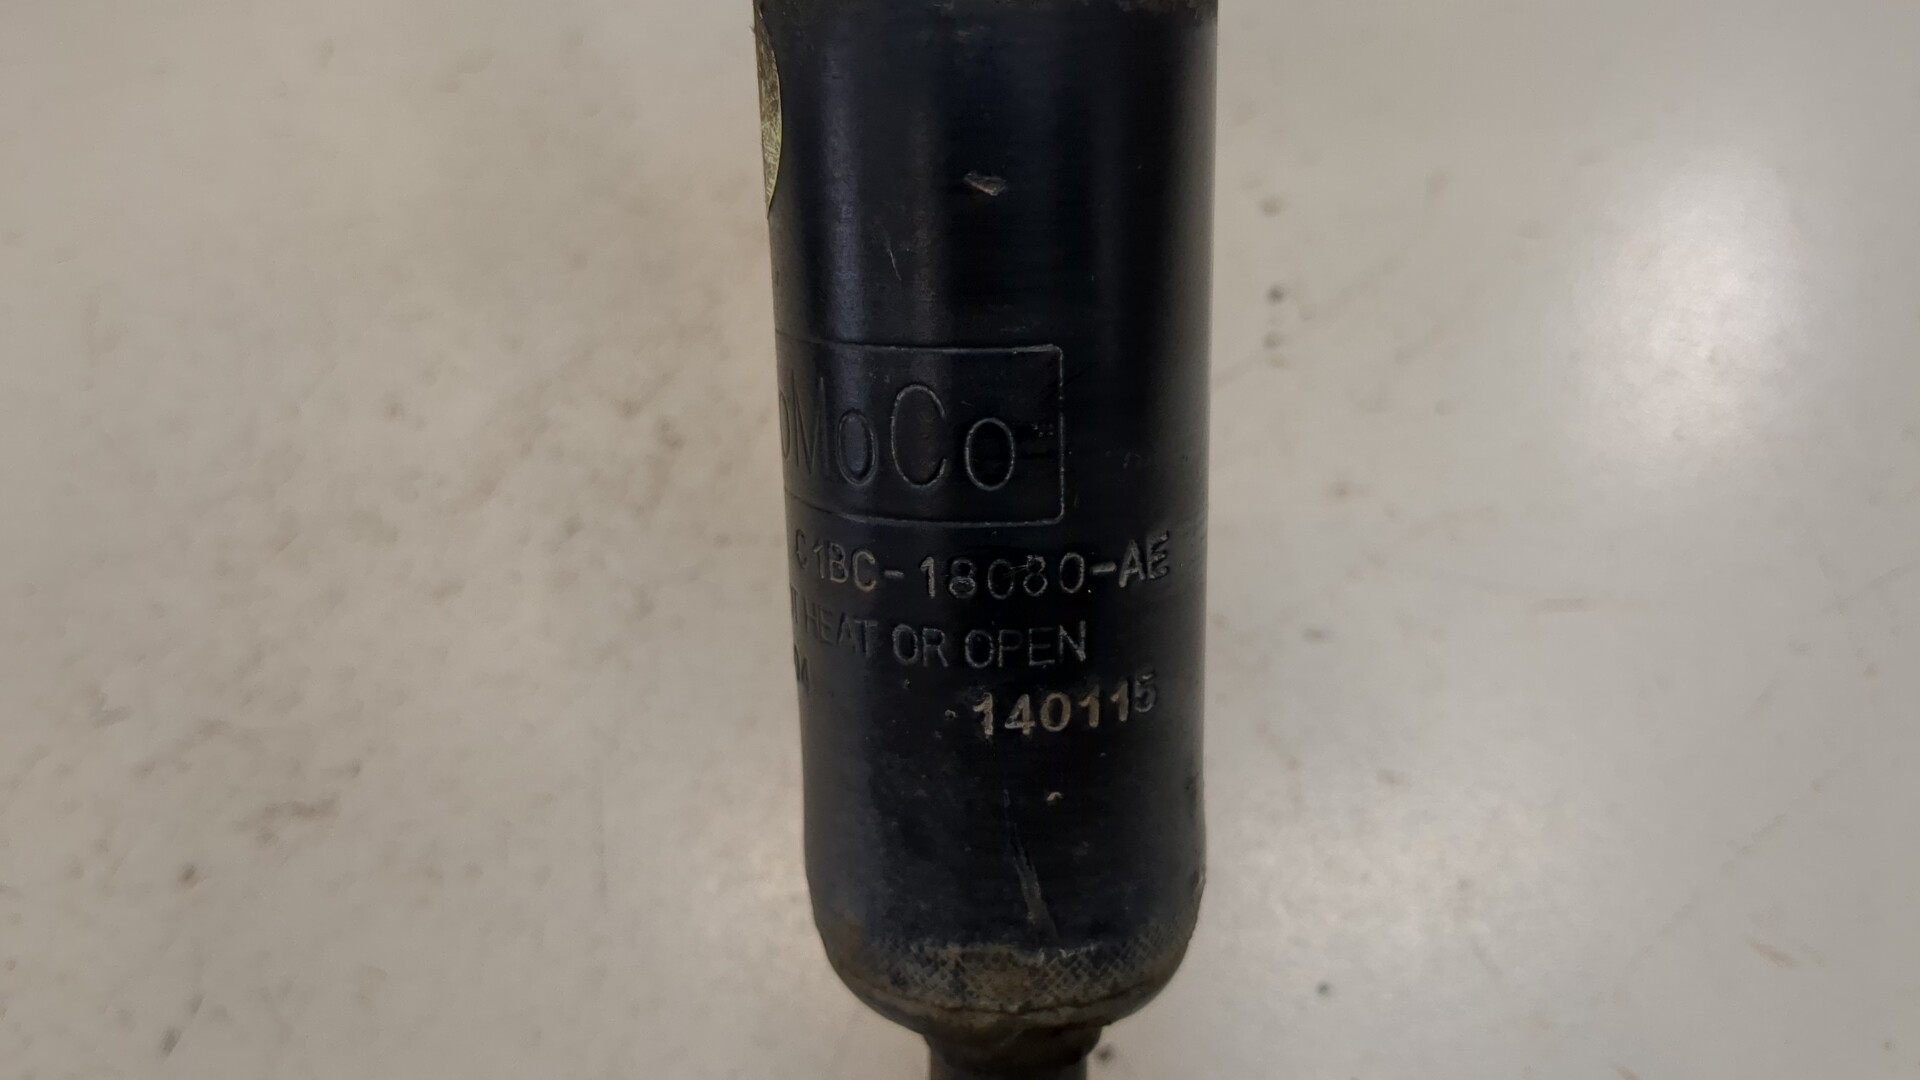 oMoCo
C1BC-18080-AE
T HEAT OR OPEN
140115